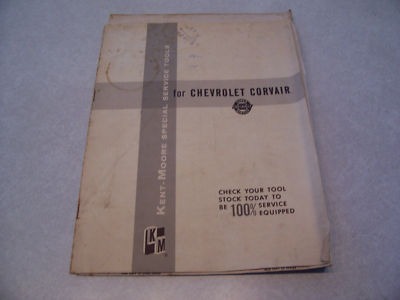 for CHEVROLET CORVAIR
KENT-MOORE SPECIAL SERVICE TOOLS
CHECK YOUR TOOL
STOCK TODAY TO
BE 100% SERVICE
EQUIPPED
KM